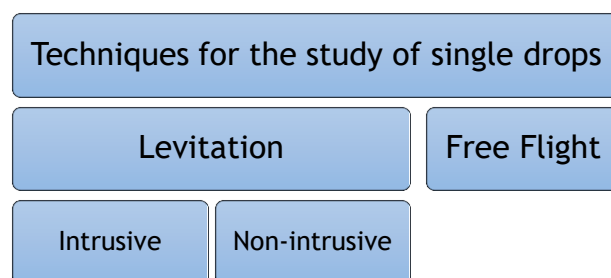 Techniques for the study of single drops
Levitation
Free Flight
Intrusive
Non-intrusive